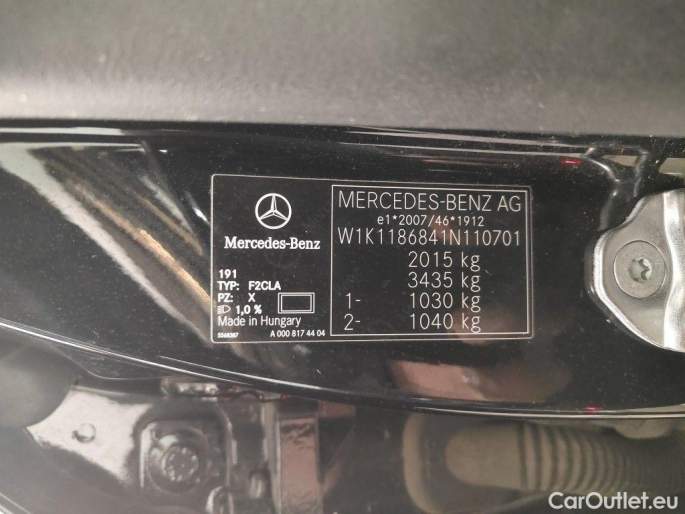 Mercedes-Benz
191
TYP: F2CLA
PZ: X
1,0 %
Made in Hungary
A 000 817 44 04
MERCEDES-BENZ AG
e1*2007/46*1912
W1K1186841N110701
2015 kg
3435 kg
1- 1030 kg
2- 1040 kg
CarOutlet.eu